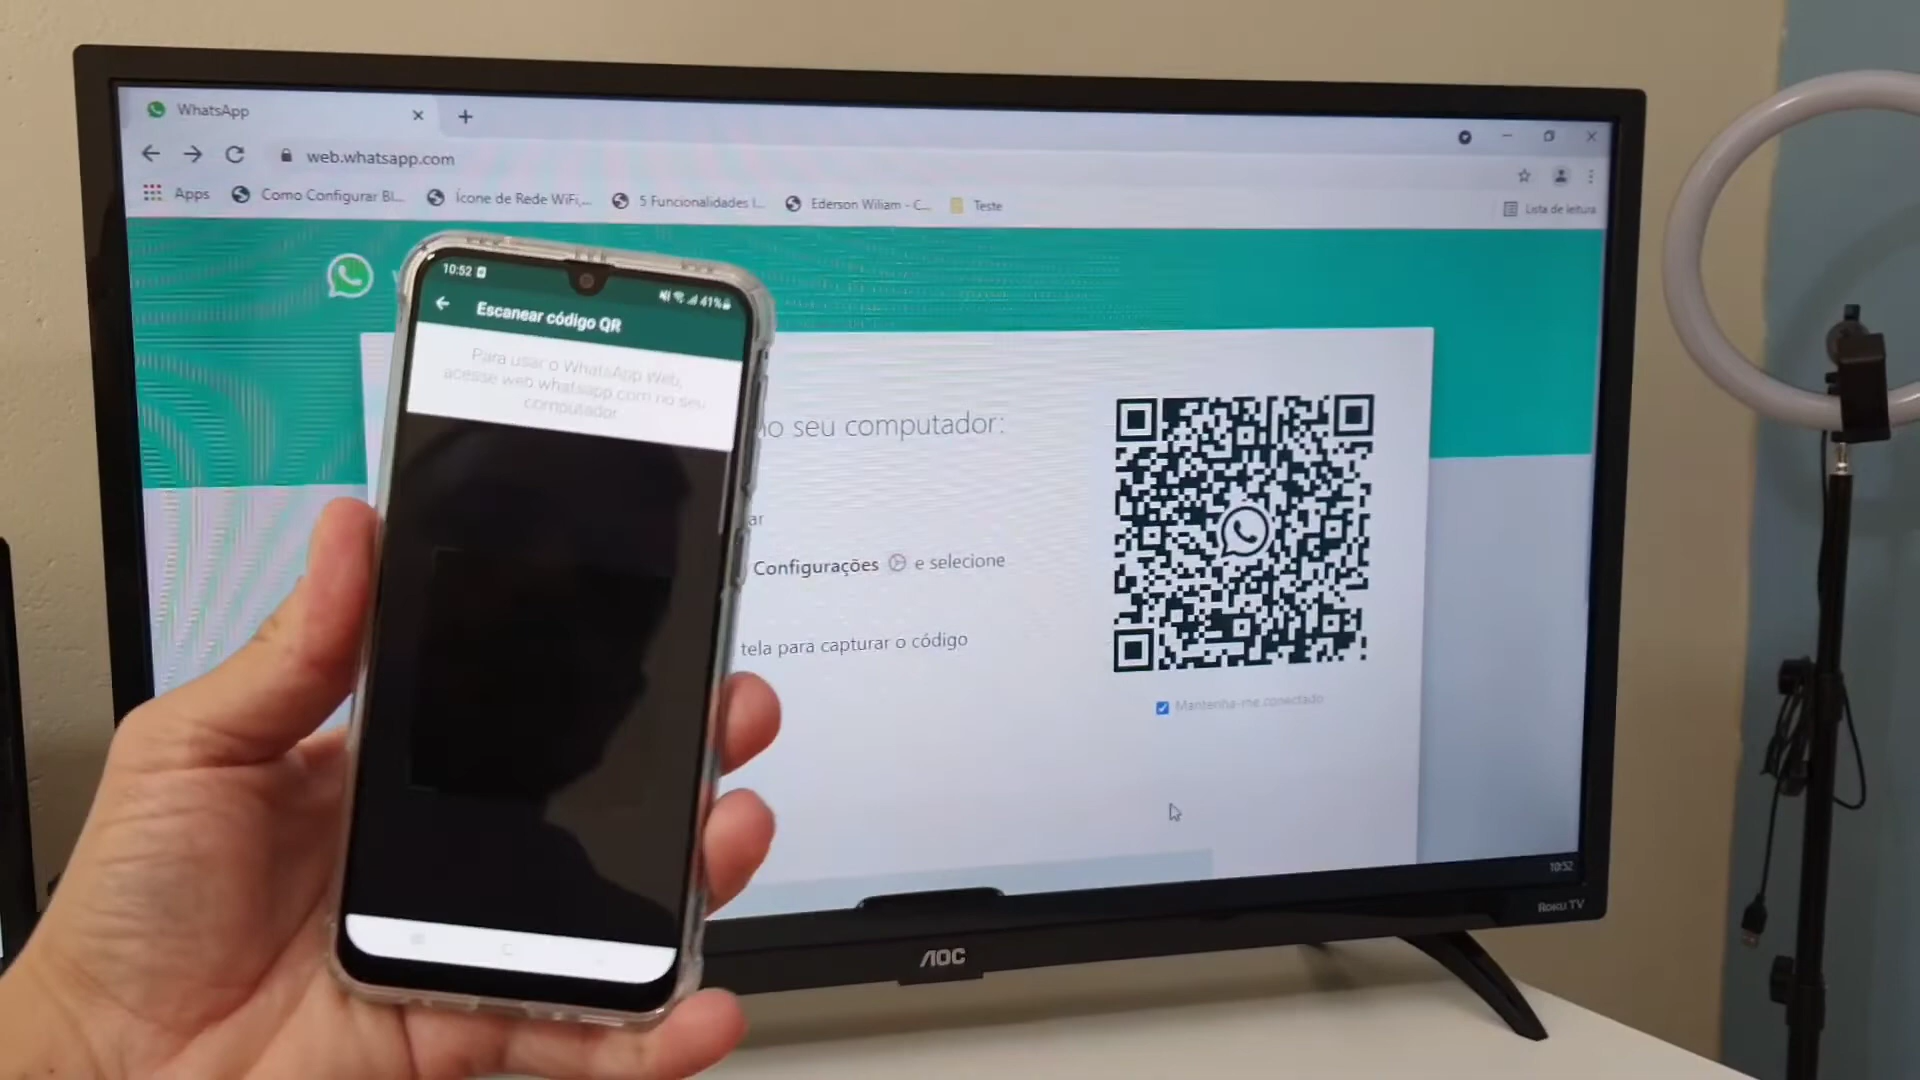 WhatsApp
web.whatsapp.com
Apps
Como Configurar Bl...
Ícone de Rede WiFi,...
5 Funcionalidades I...
Ederson Wiliam - C...
Teste
Lista de leitura
10:52
41%
Escanear código QR
Para usar o WhatsApp Web,
acesse web.whatsapp.com no seu
computador
no seu computador:
ar
Configurações e selecione
tela para capturar o código
Mantenha-me conectado
10:52
Roku TV
AOC